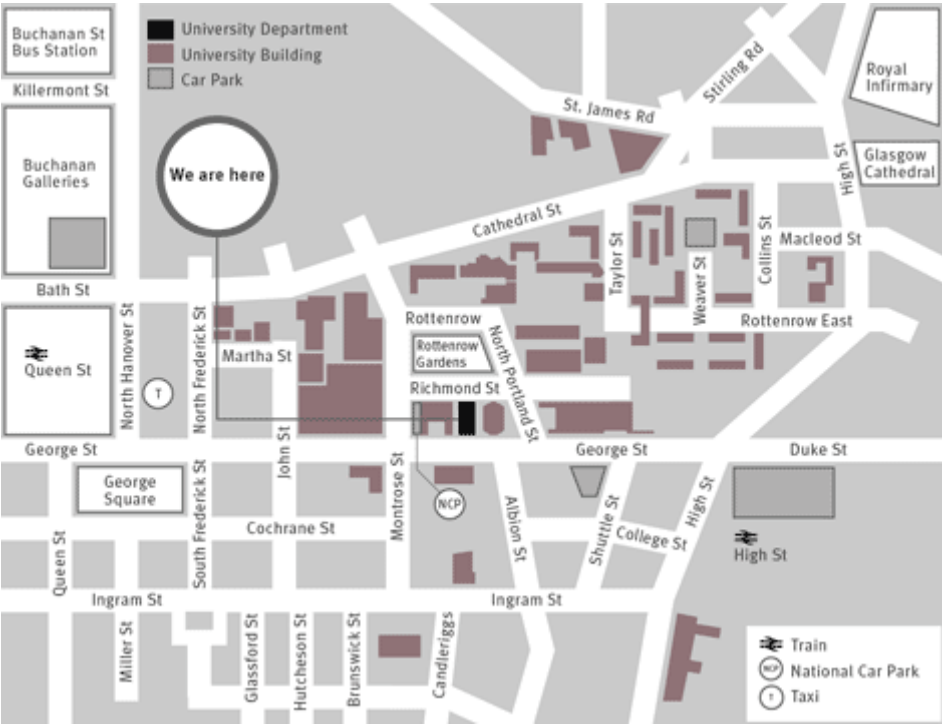 Buchanan St
Bus Station
University Department
University Building
Car Park
Killermont St
St. James Rd
Stirling Rd
Royal
Infirmary
Buchanan
Galleries
We are here
High St
Glasgow
Cathedral
Cathedral St
Taylor St
Weaver St
Collins St
Macleod St
Bath St
North Hanover St
North Frederick St
Rottenrow
Rottenrow East
Queen St
Martha St
Rottenrow
Gardens
North Portland St
T
Richmond St
George St
John St
George St
Duke St
George
Square
South Frederick St
Montrose St
NCP
Albion St
Shuttle St
High St
Cochrane St
College St
High St
Queen St
Ingram St
Ingram St
Miller St
Glassford St
Hutcheson St
Brunswick St
Candleriggs
Train
NCP
National Car Park
T
Taxi